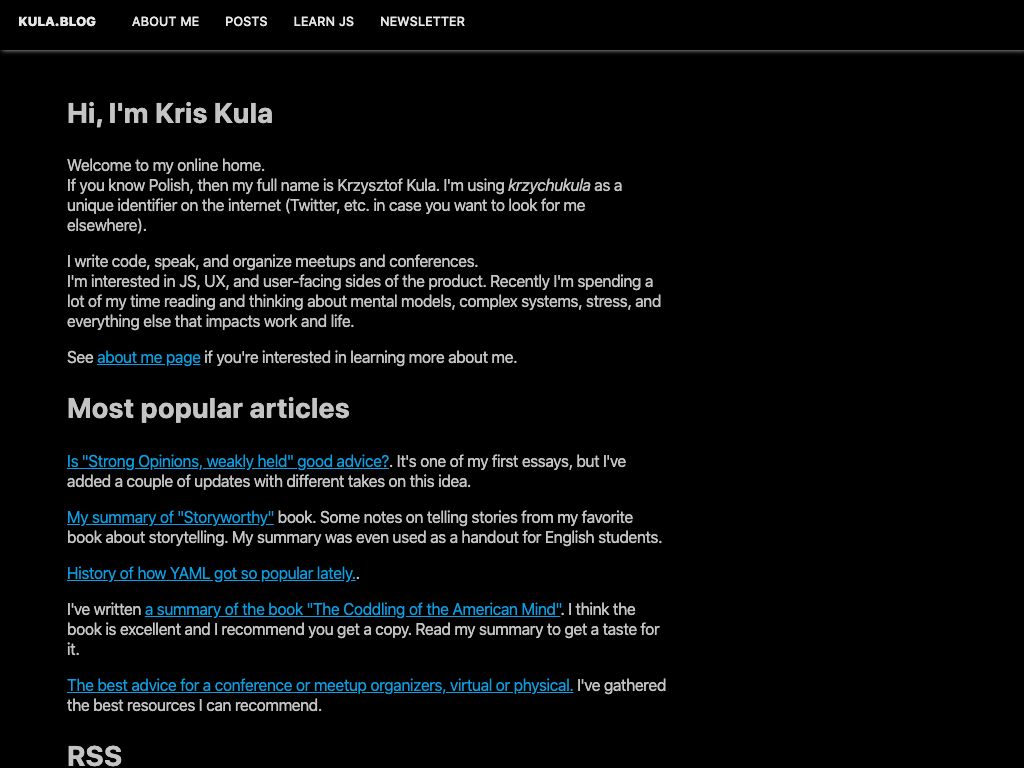 KULA.BLOG ABOUT ME POSTS LEARN JS NEWSLETTER
Hi, I'm Kris Kula
Welcome to my online home.
If you know Polish, then my full name is Krzysztof Kula. I'm using krzychukula as a
unique identifier on the internet (Twitter, etc. in case you want to look for me
elsewhere).
I write code, speak, and organize meetups and conferences.
I'm interested in JS, UX, and user-facing sides of the product. Recently I'm spending a
lot of my time reading and thinking about mental models, complex systems, stress, and
everything else that impacts work and life.
See about me page if you're interested in learning more about me.
Most popular articles
Is "Strong Opinions, weakly held" good advice?. It's one of my first essays, but I've
added a couple of updates with different takes on this idea.
My summary of "Storyworthy" book. Some notes on telling stories from my favorite
book about storytelling. My summary was even used as a handout for English students.
History of how YAML got so popular lately..
I've written a summary of the book "The Coddling of the American Mind". I think the
book is excellent and I recommend you get a copy. Read my summary to get a taste for
it.
The best advice for a conference or meetup organizers, virtual or physical. I've gathered
the best resources I can recommend.
RSS